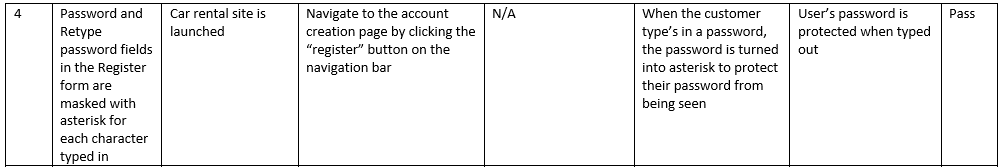 4
Password and
Retype
password fields
in the Register
form are
masked with
asterisk for
each character
typed in
Car rental site is
launched
Navigate to the account
creation page by clicking the
“register” button on the
navigation bar
N/A
When the customer
type’s in a password,
the password is turned
into asterisk to protect
their password from
being seen
User’s password is
protected when typed
out
Pass